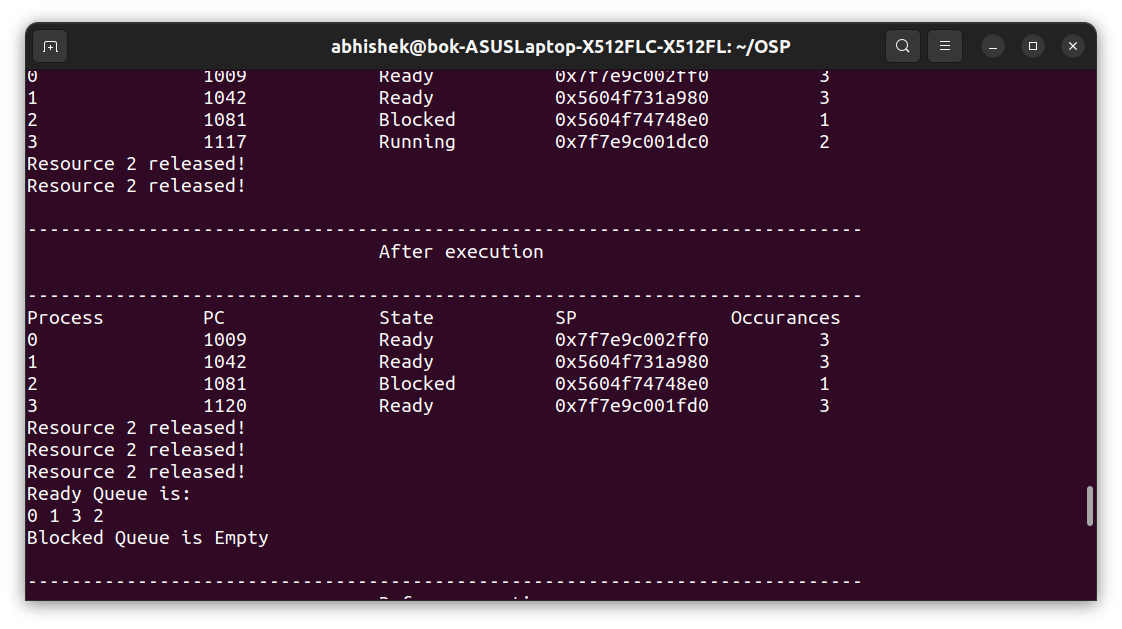 abhishek@bok-ASUSLaptop-X512FLC-X512FL: ~/OSP
0 1009 Ready 0x7f7e9c002ff0 3
1 1042 Ready 0x5604f731a980 3
2 1081 Blocked 0x5604f74748e0 1
3 1117 Running 0x7f7e9c001dc0 2
Resource 2 released!
Resource 2 released!
----------------------------------------------------------------------------
After execution
----------------------------------------------------------------------------
Process PC State SP Occurances
0 1009 Ready 0x7f7e9c002ff0 3
1 1042 Ready 0x5604f731a980 3
2 1081 Blocked 0x5604f74748e0 1
3 1120 Ready 0x7f7e9c001fd0 3
Resource 2 released!
Resource 2 released!
Resource 2 released!
Ready Queue is:
0 1 3 2
Blocked Queue is Empty
----------------------------------------------------------------------------